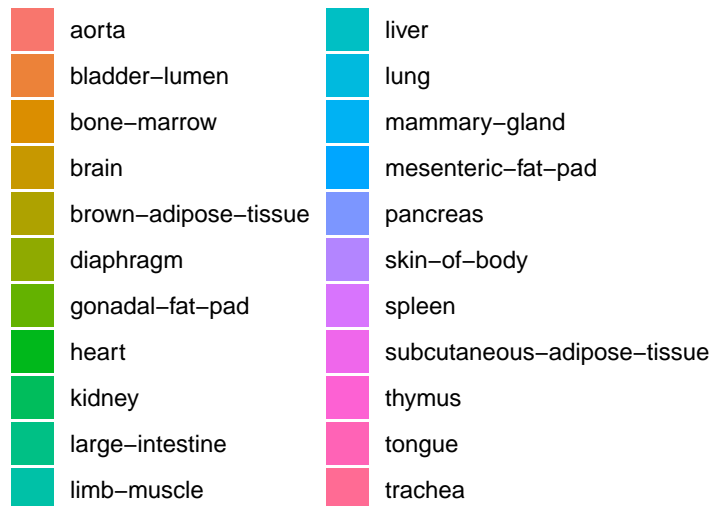 aorta
bladder−lumen
bone−marrow
brain
brown−adipose−tissue
diaphragm
gonadal−fat−pad
heart
kidney
large−intestine
limb−muscle
liver
lung
mammary−gland
mesenteric−fat−pad
pancreas
skin−of−body
spleen
subcutaneous−adipose−tissue
thymus
tongue
trachea